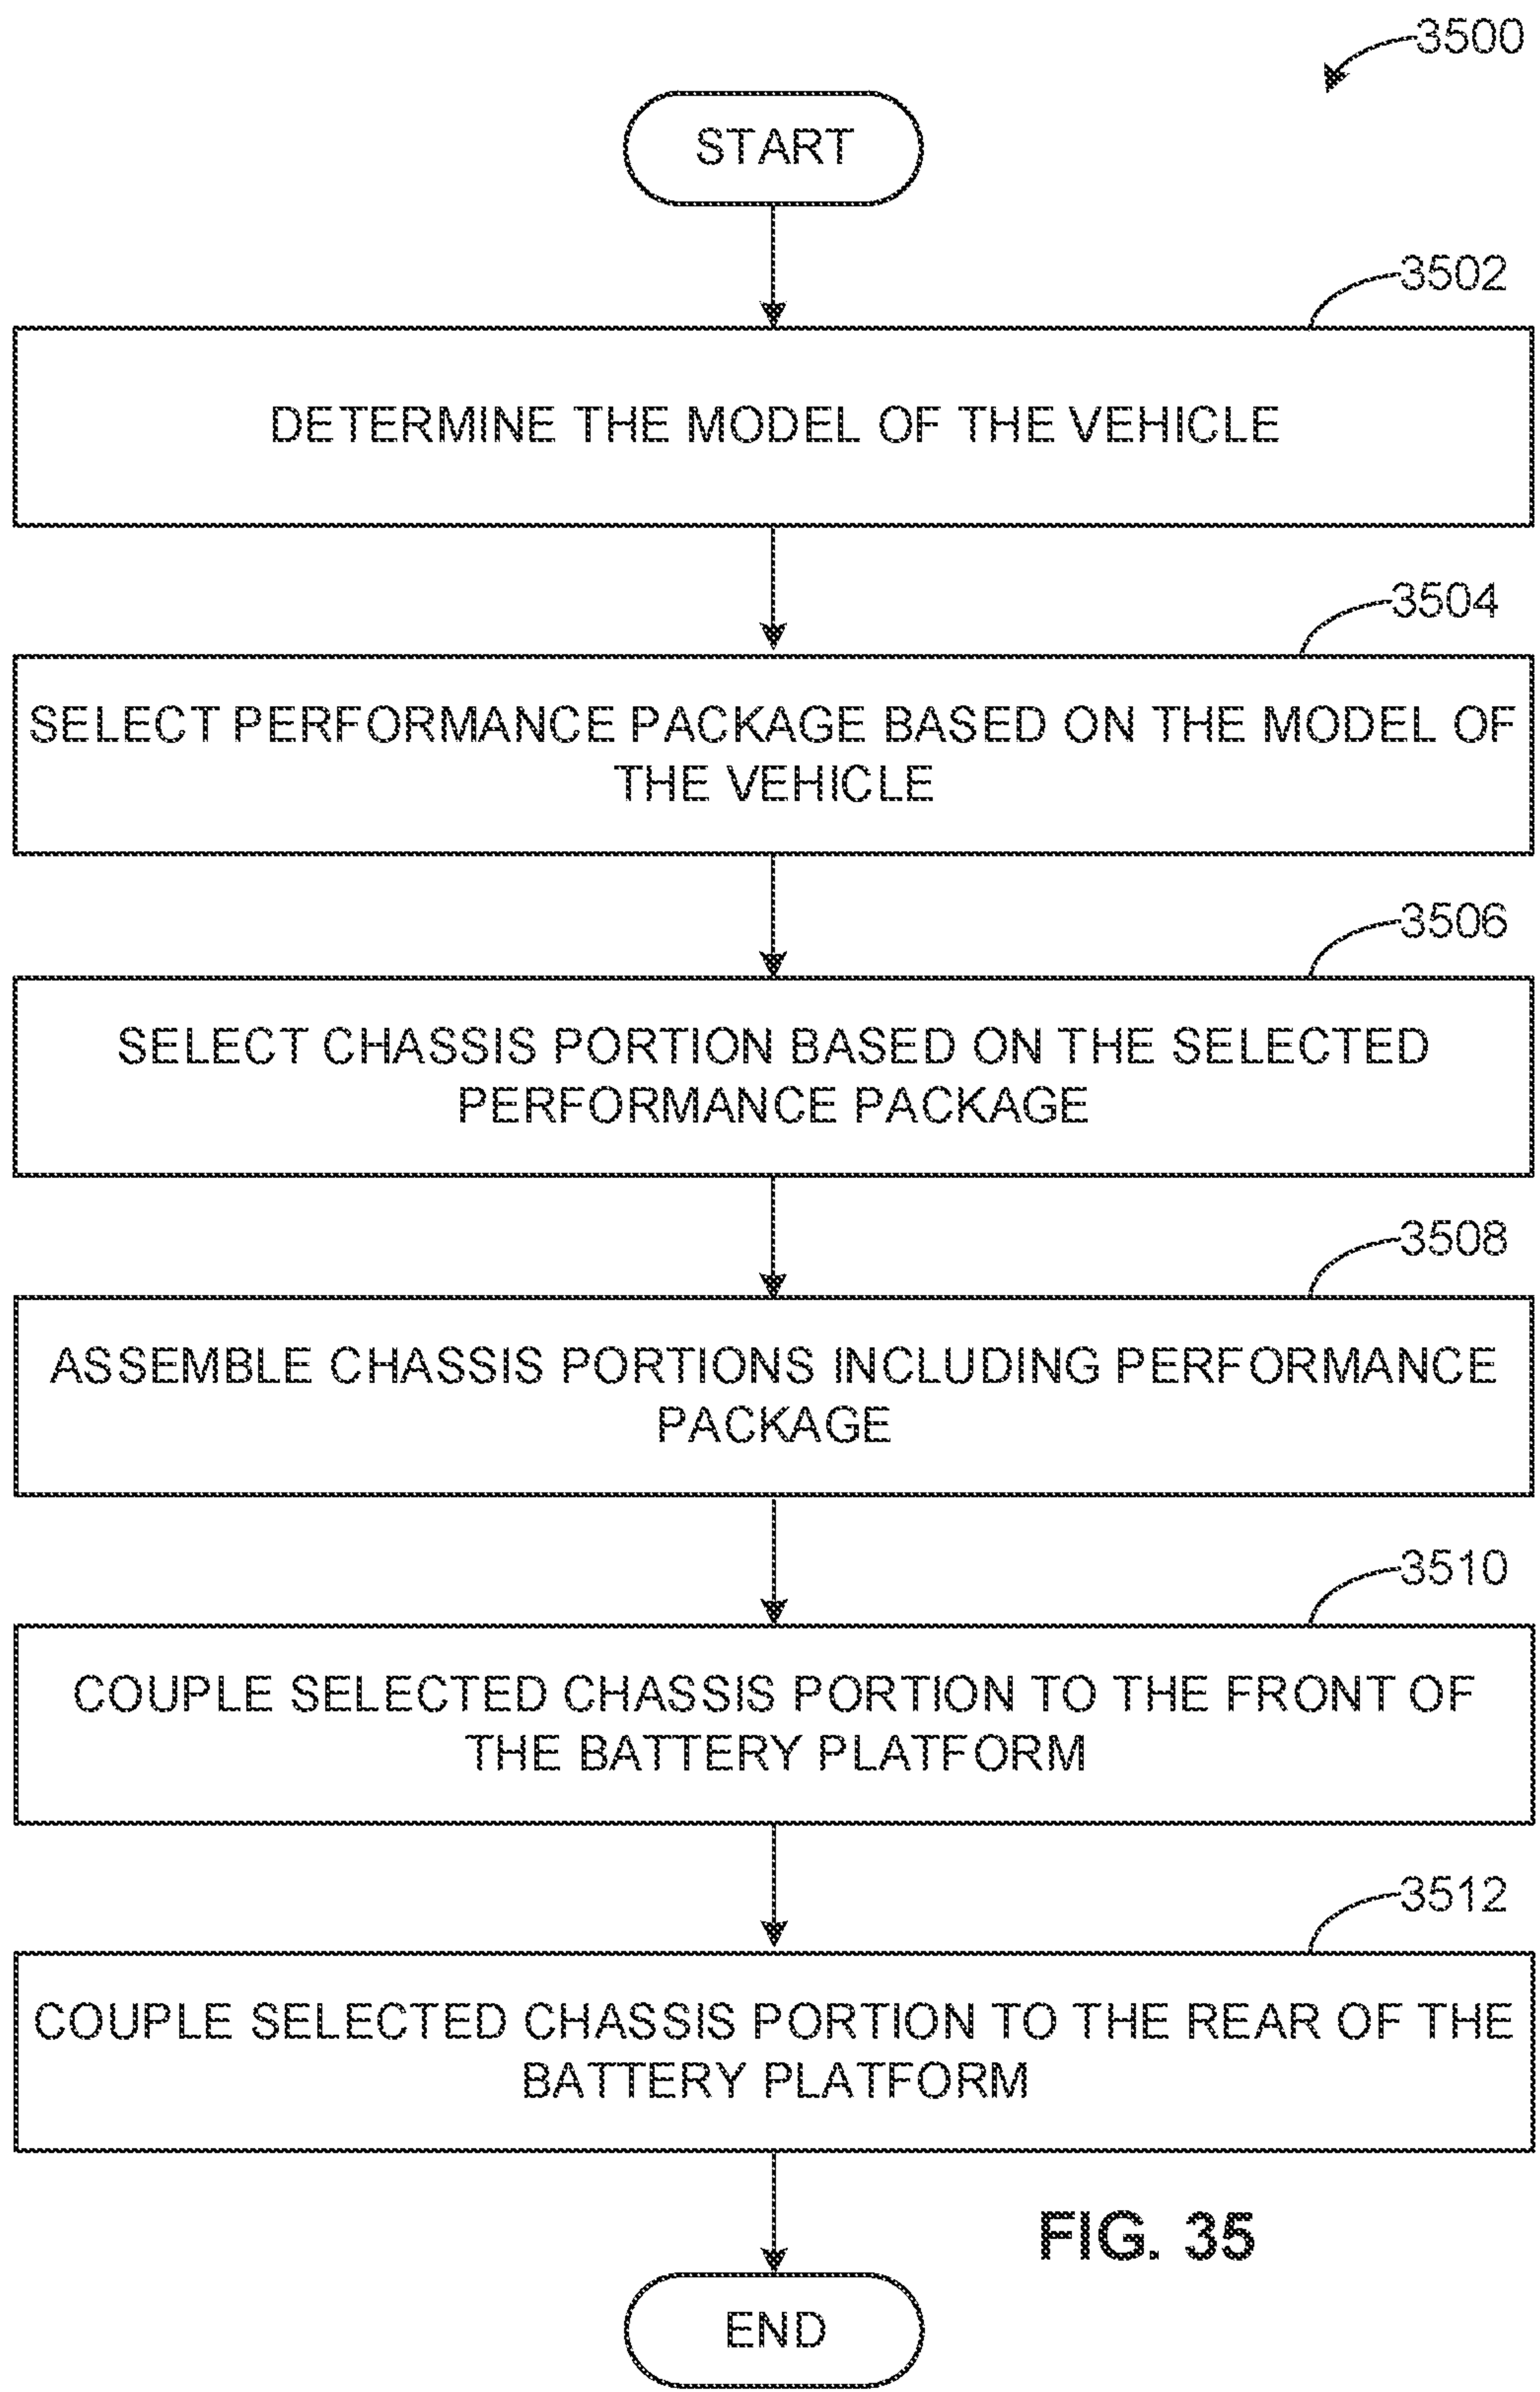 3500
START
3502
DETERMINE THE MODEL OF THE VEHICLE
3504
SELECT PERFORMANCE PACKAGE BASED ON THE MODEL OF
THE VEHICLE
3506
SELECT CHASSIS PORTION BASED ON THE SELECTED
PERFORMANCE PACKAGE
3508
ASSEMBLE CHASSIS PORTIONS INCLUDING PERFORMANCE
PACKAGE
3510
COUPLE SELECTED CHASSIS PORTION TO THE FRONT OF
THE BATTERY PLATFORM
3512
COUPLE SELECTED CHASSIS PORTION TO THE REAR OF THE
BATTERY PLATFORM
FIG. 35
END